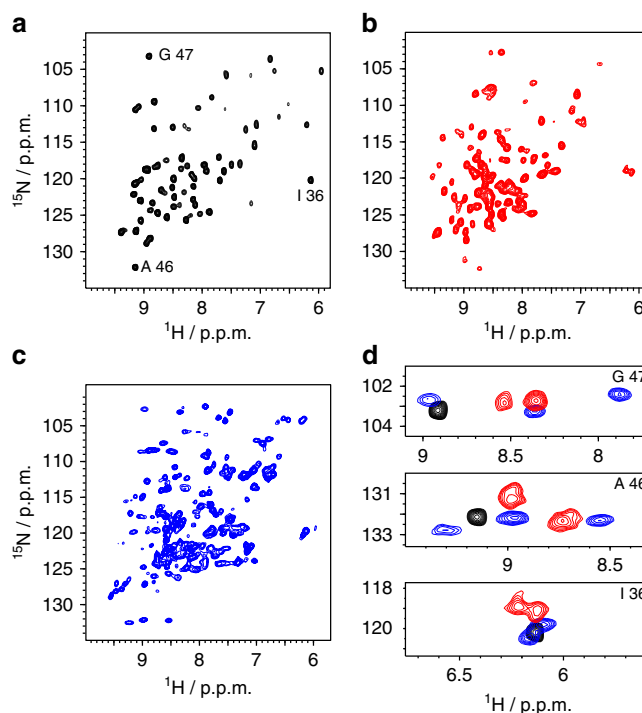 a
G 47
105
110
115
120
125
130
I 36
A 46
9 8 7 6
¹H / p.p.m.
¹⁵N / p.p.m.
b
105
110
115
120
125
130
9 8 7 6
¹H / p.p.m.
¹⁵N / p.p.m.
c
105
110
115
120
125
130
9 8 7 6
¹H / p.p.m.
¹⁵N / p.p.m.
d
G 47
102
104
9 8.5 8
A 46
131
133
9 8.5
I 36
118
120
6.5 6
¹H / p.p.m.